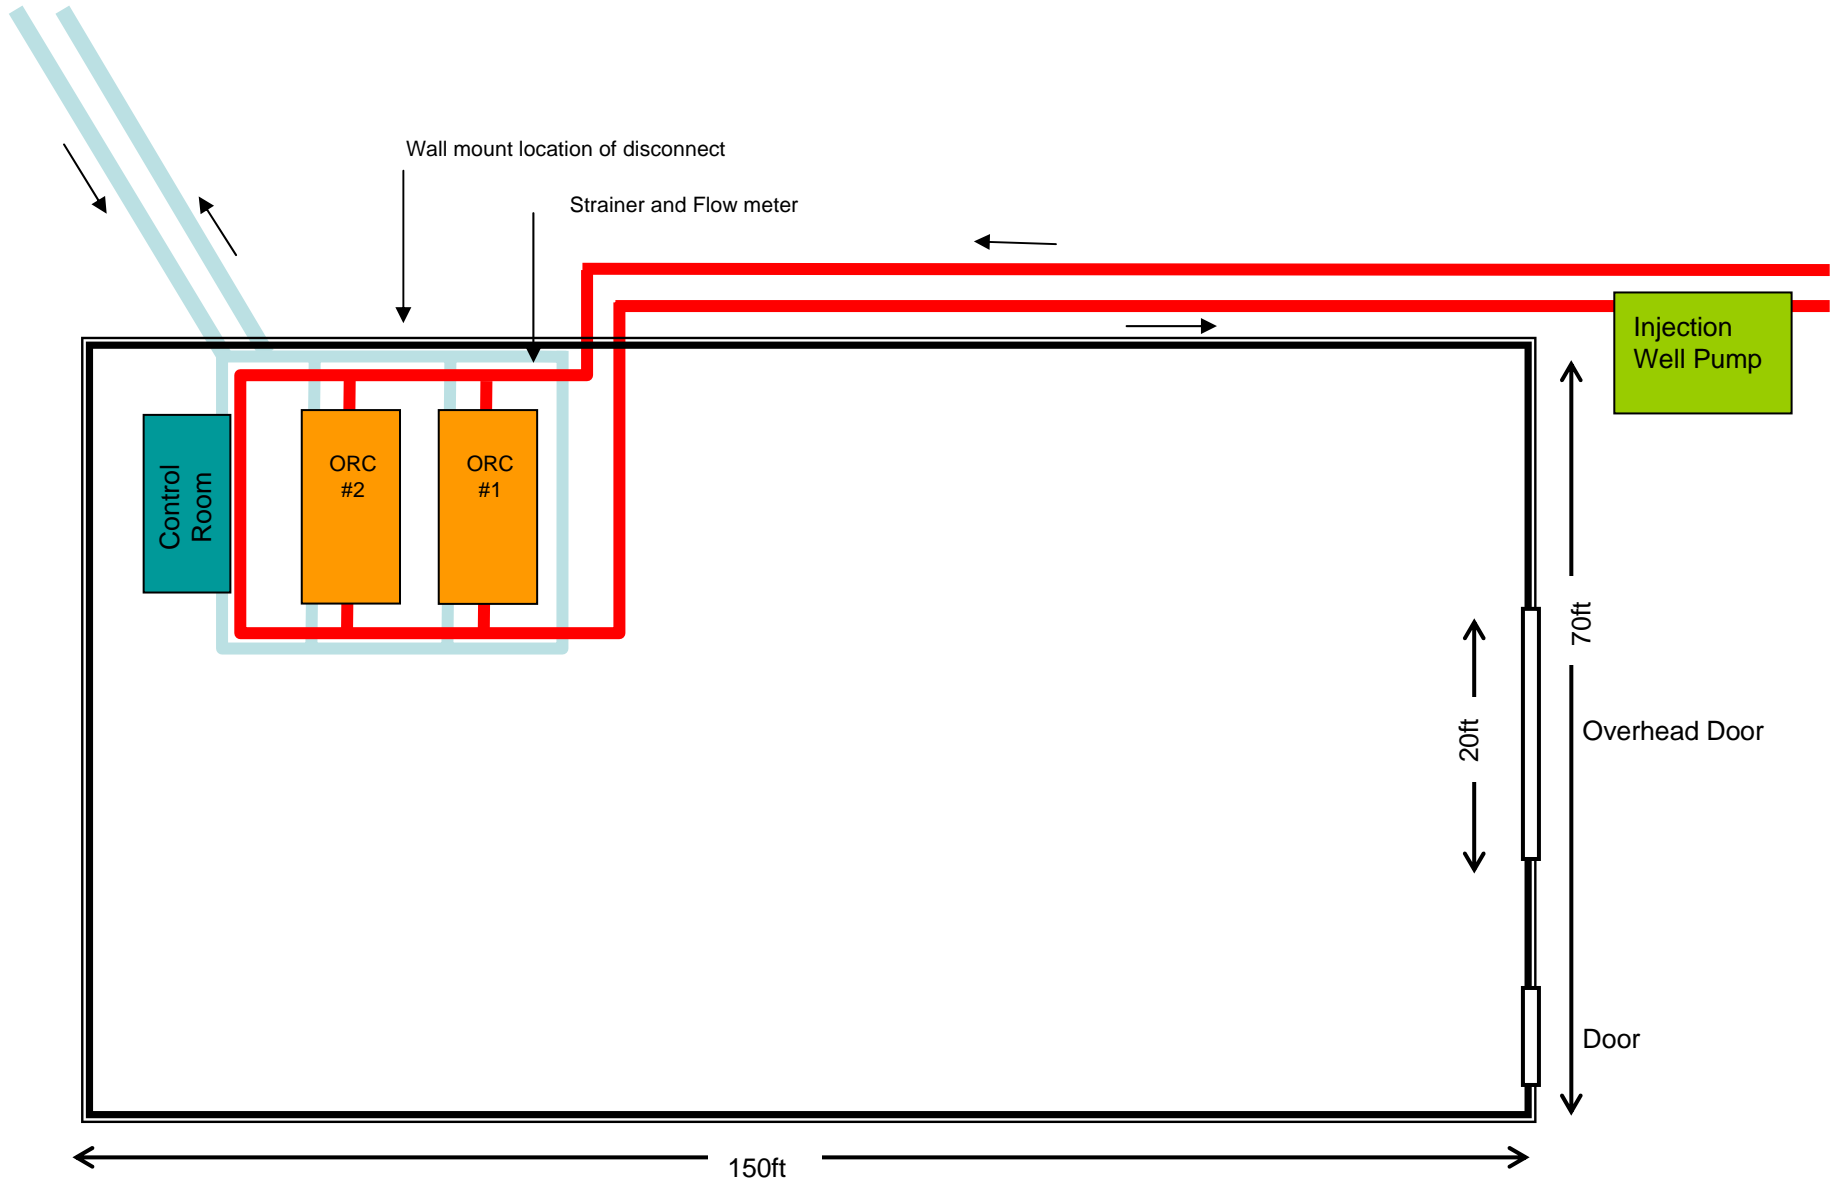 Wall mount location of disconnect
Strainer and Flow meter
Injection
Well Pump
Control
Room
ORC
#2
ORC
#1
70ft
20ft
Overhead Door
Door
150ft